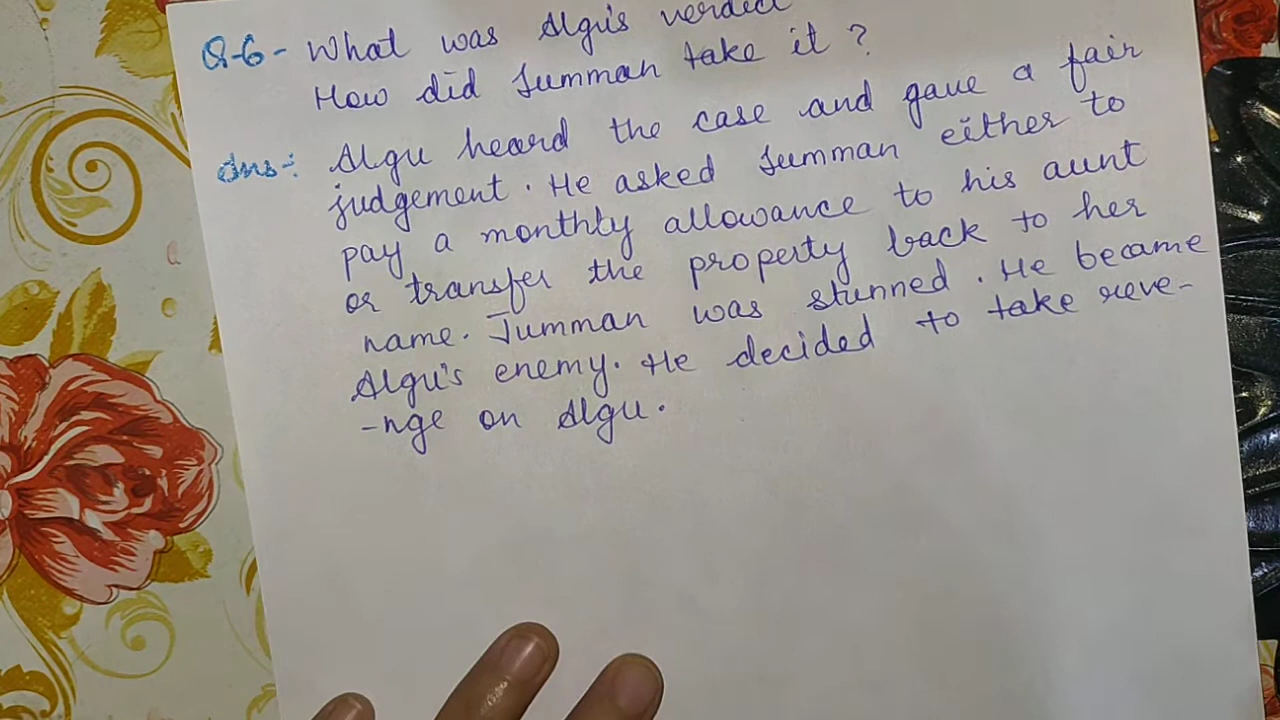 Q-6- What was Algu's verdict
How did Jumman take it ?
Ans:- Algu heard the case and gave a fair
judgement. He asked Jumman either to
pay a monthly allowance to his aunt
or transfer the property back to her
name. Jumman was stunned. He became
Algu's enemy. He decided to take reve-
-nge on Algu.